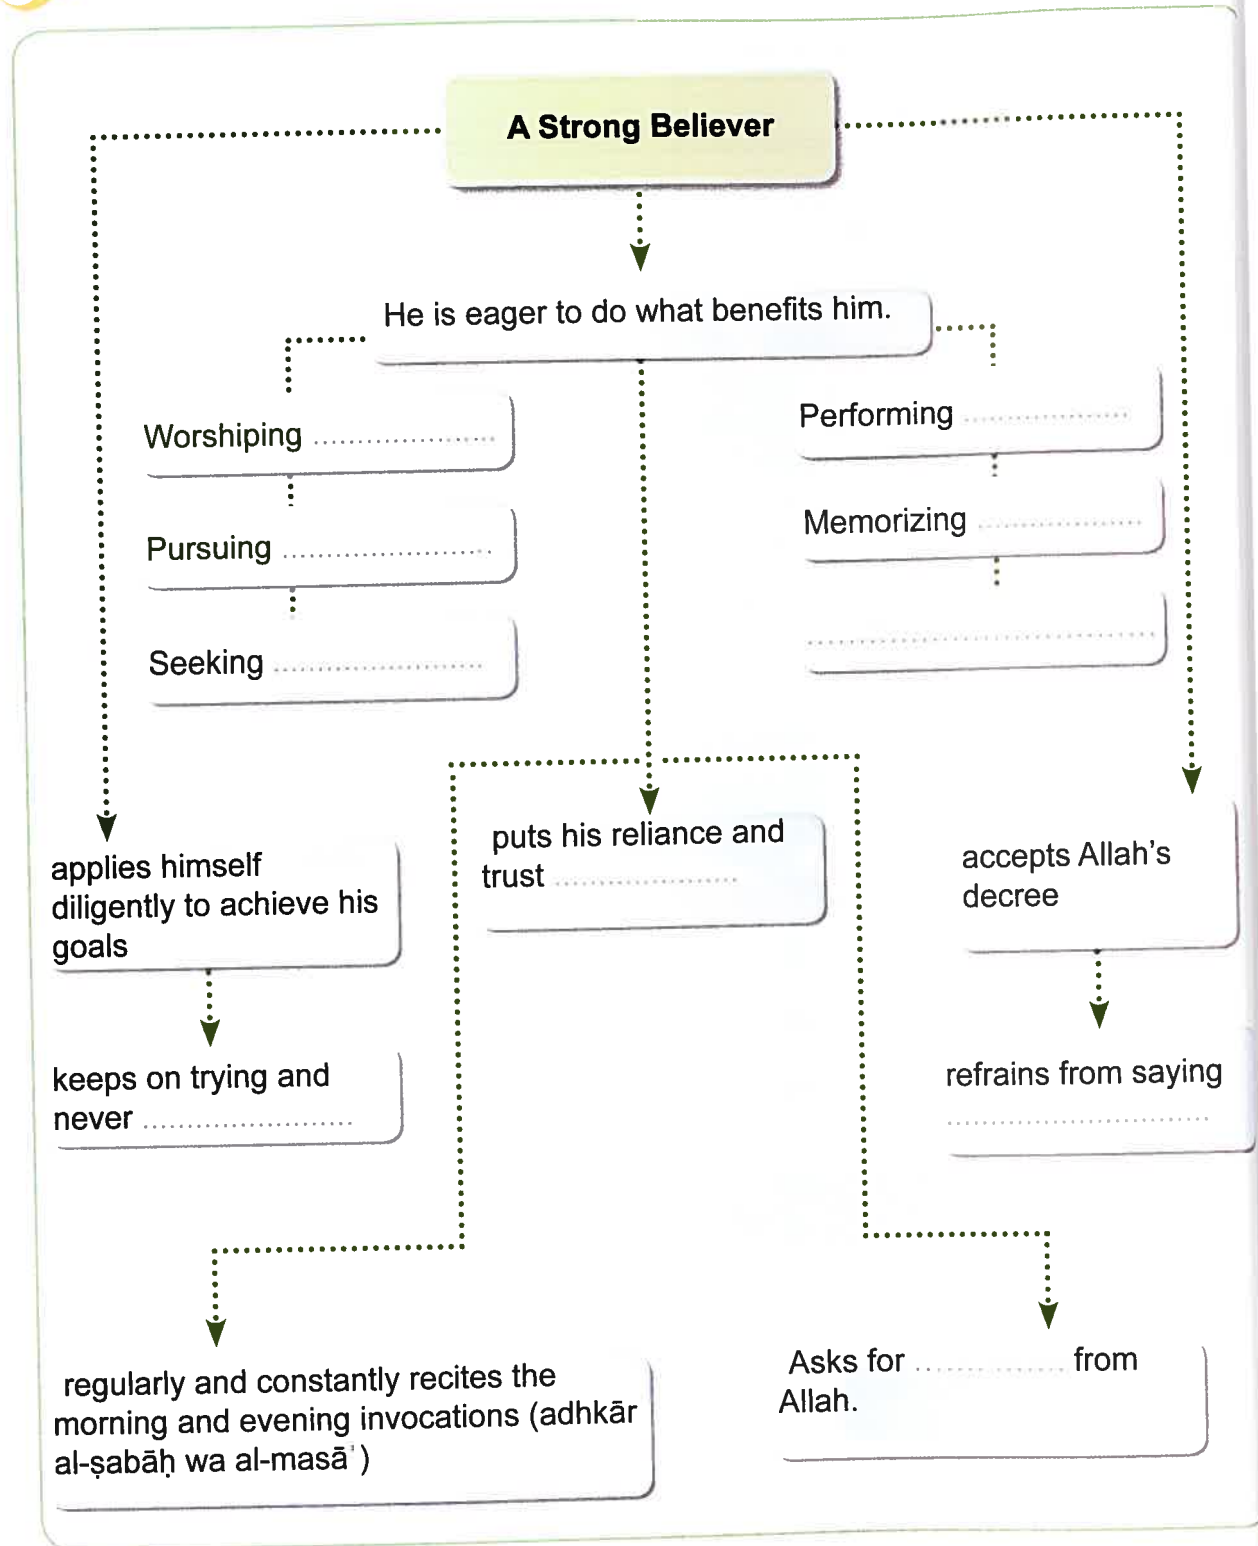 A Strong Believer
He is eager to do what benefits him.
Worshiping ......................
Performing ....................
Pursuing .........................
Memorizing ....................
Seeking .........................
..........................................
applies himself
diligently to achieve his
goals
puts his reliance and
trust ......................
accepts Allah's
decree
keeps on trying and
never .........................
refrains from saying
................................
regularly and constantly recites the
morning and evening invocations (adhkār
al-ṣabāḥ wa al-masāʾ)
Asks for .................. from
Allah.